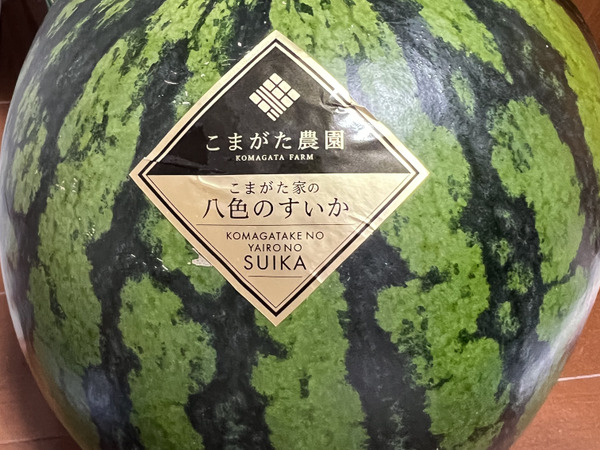 こまがた農園
KOMAGATA FARM
こまがた家の
八色のすいか
KOMAGATAKE NO
YAIRO NO
SUIKA